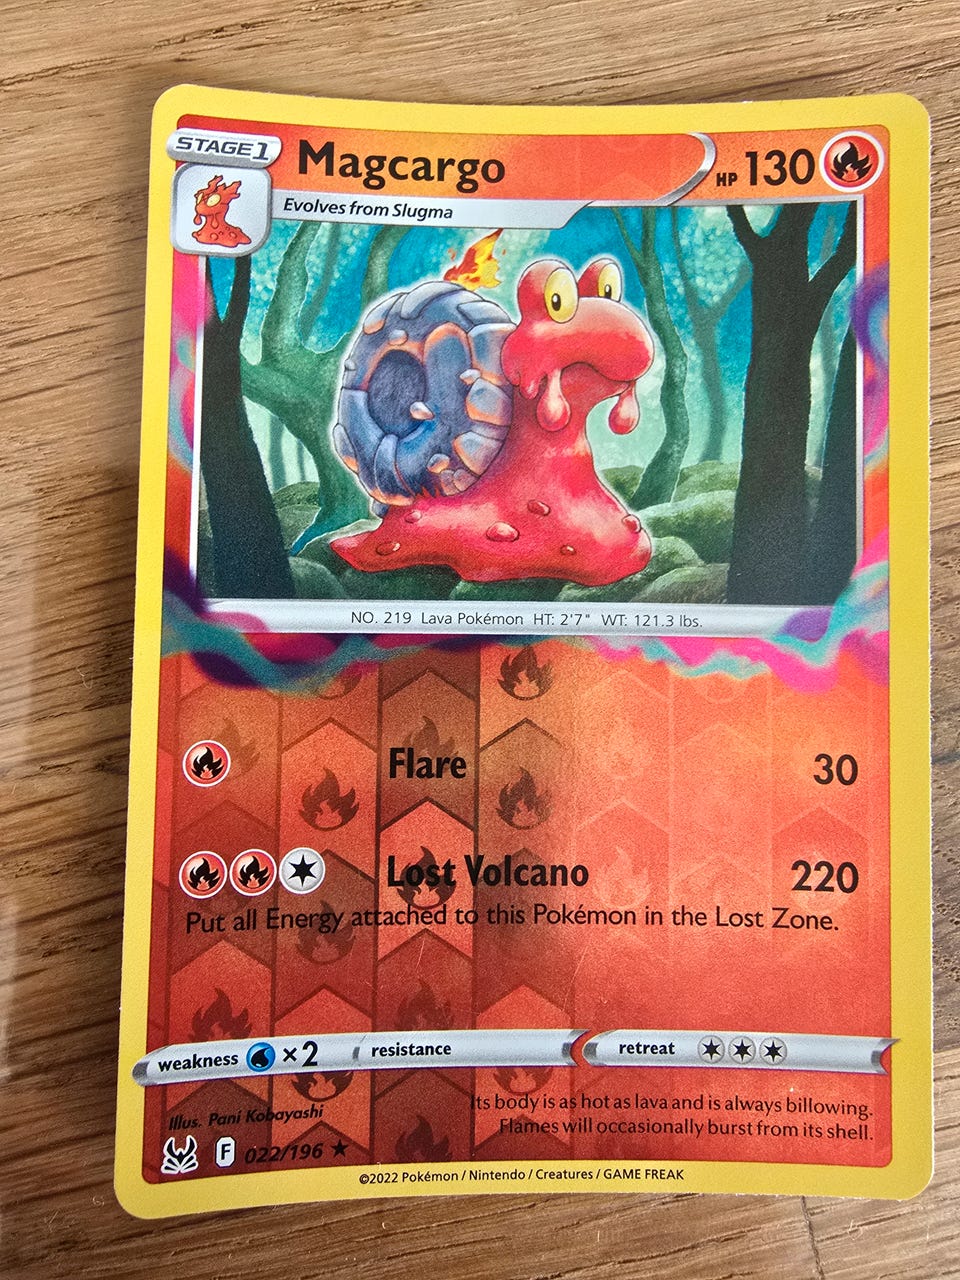 STAGE 1
Magcargo
HP 130
Evolves from Slugma
NO. 219 Lava Pokémon HT: 2'7" WT: 121.3 lbs.
Flare 30
Lost Volcano 220
Put all Energy attached to this Pokémon in the Lost Zone.
weakness ×2 resistance retreat
Its body is as hot as lava and is always billowing.
Flames will occasionally burst from its shell.
Illus. Pani Kobayashi
F 022/196 ★
©2022 Pokémon / Nintendo / Creatures / GAME FREAK